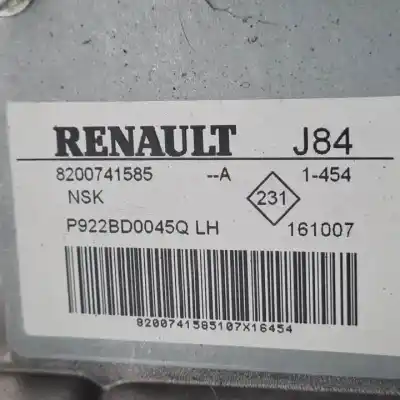 RENAULT J84
8200741585 --A 1-454
NSK 231
P922BD0045Q LH 161007
8200741585107X16454